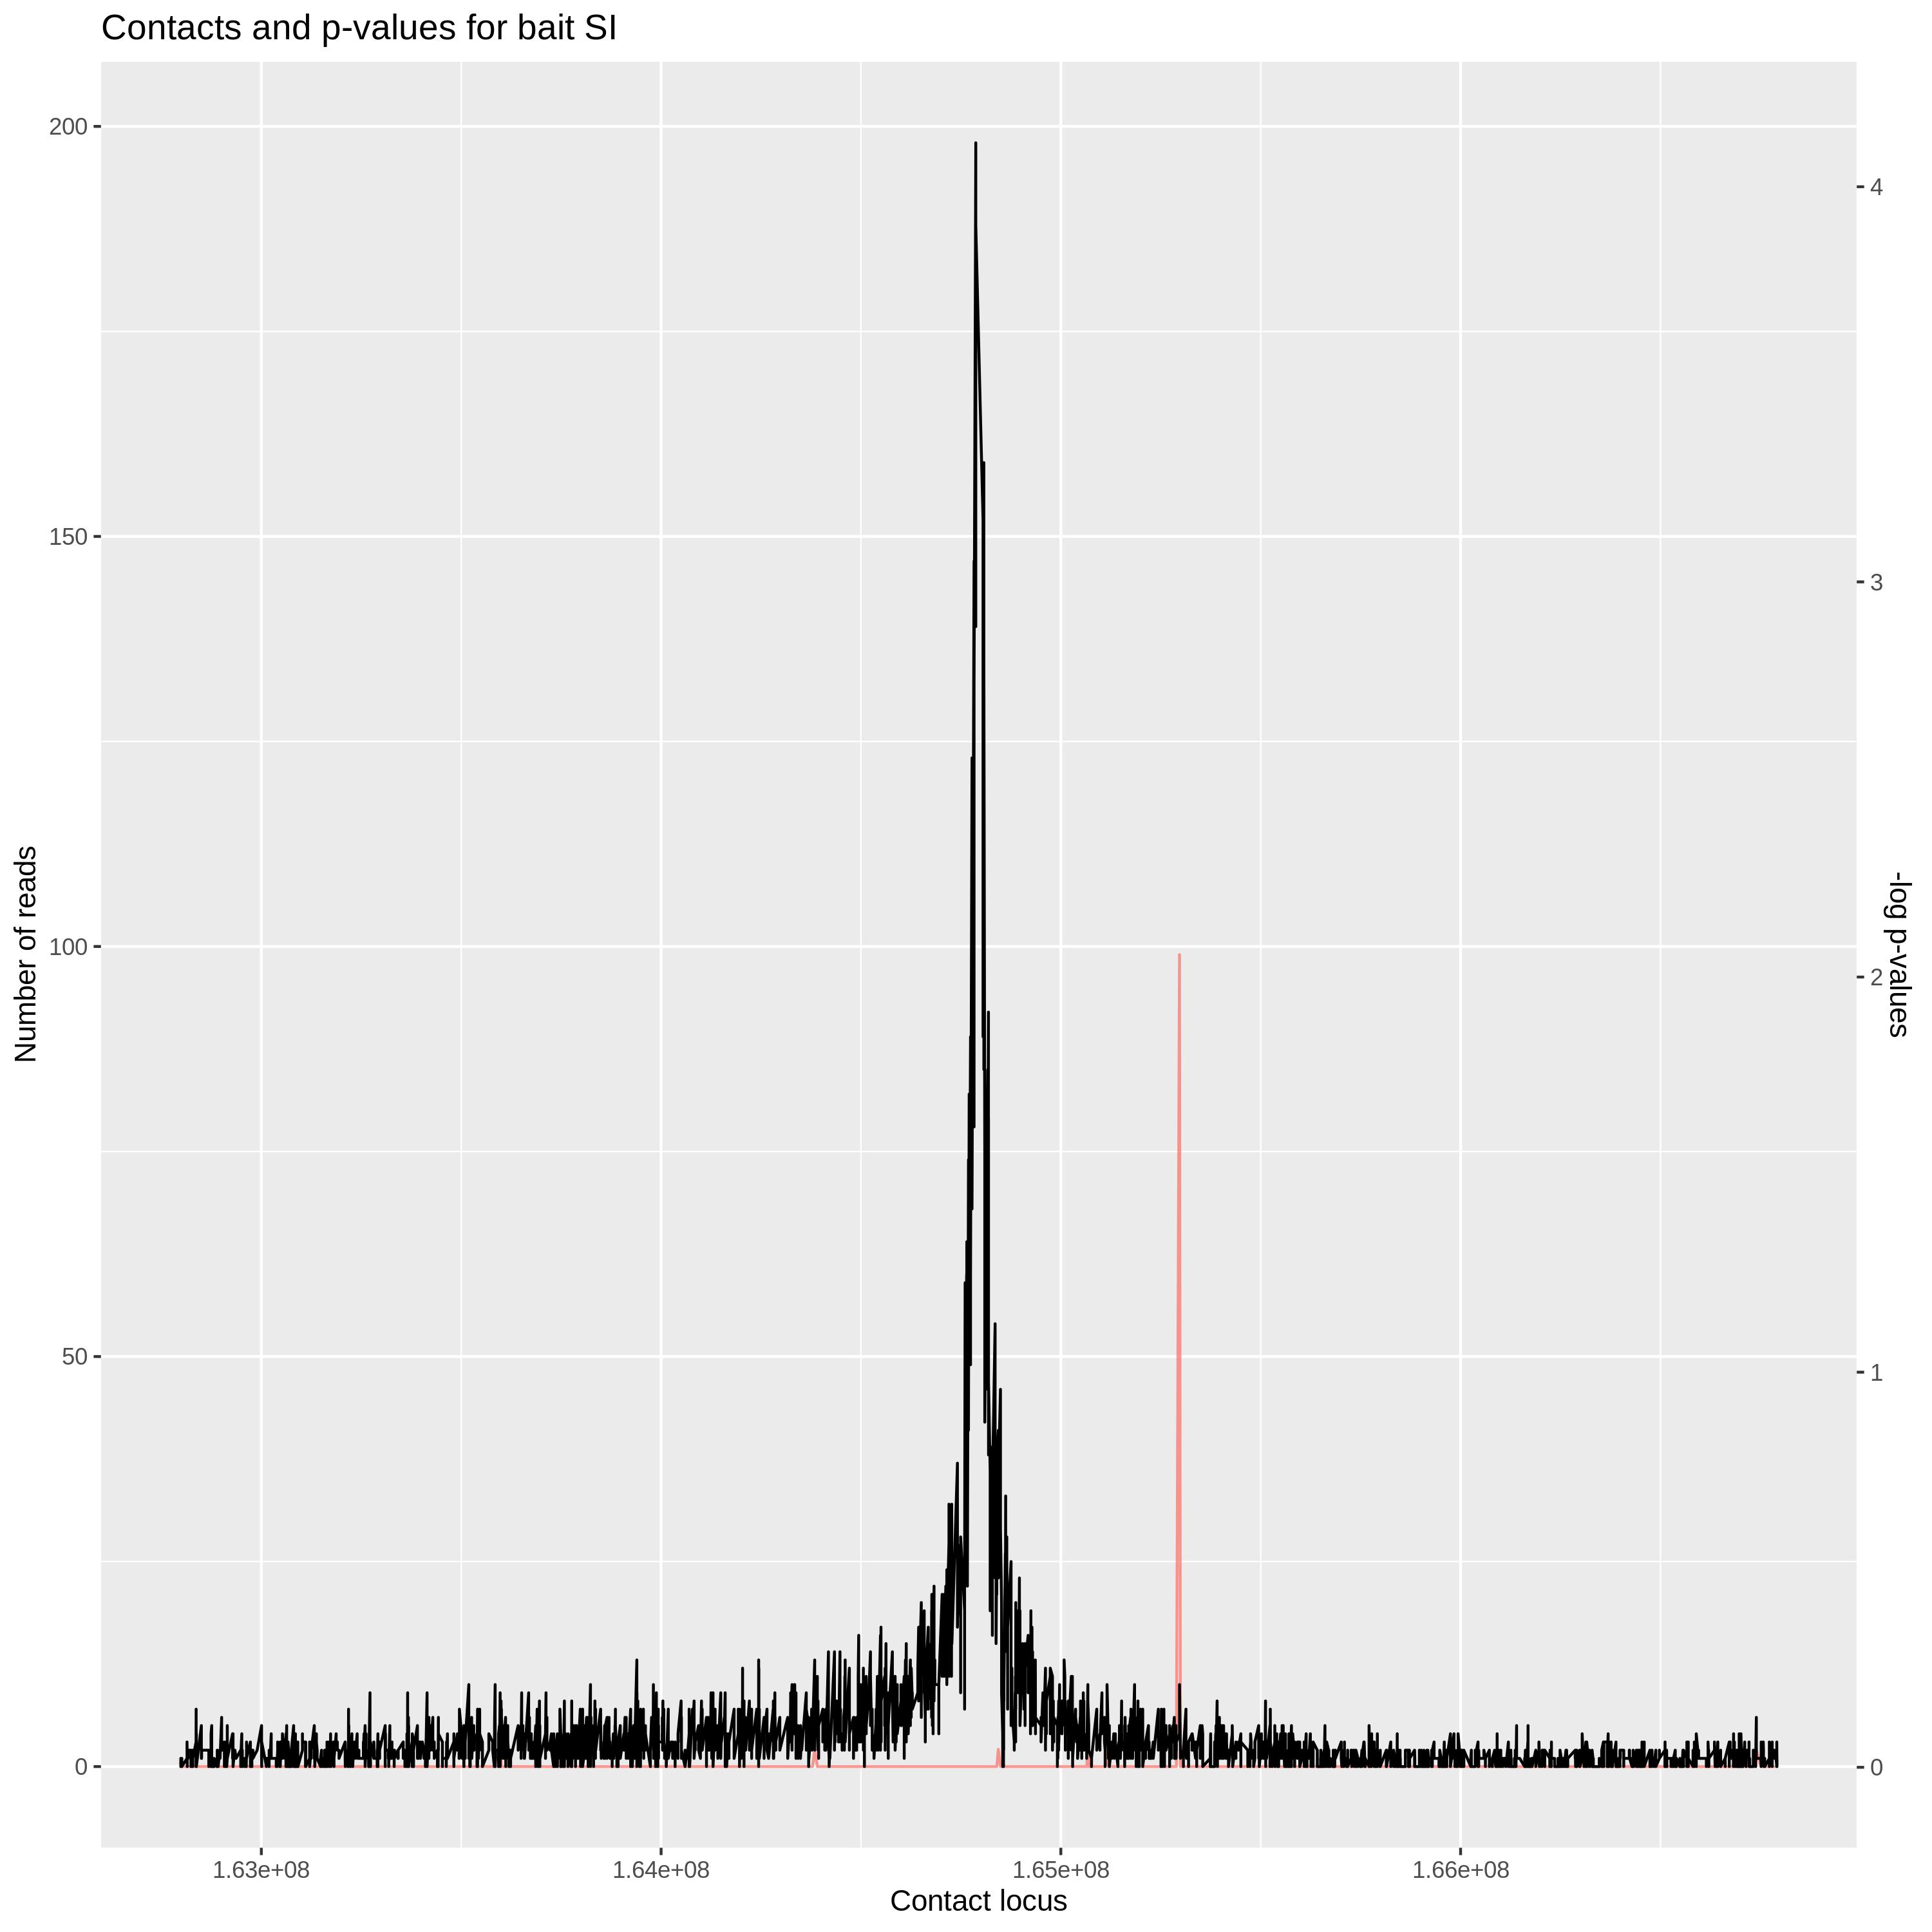 Contacts and p-values for bait SI
200
150
100
50
0
Number of reads
4
3
2
1
0
-log p-values
1.63e+08
1.64e+08
1.65e+08
1.66e+08
Contact locus